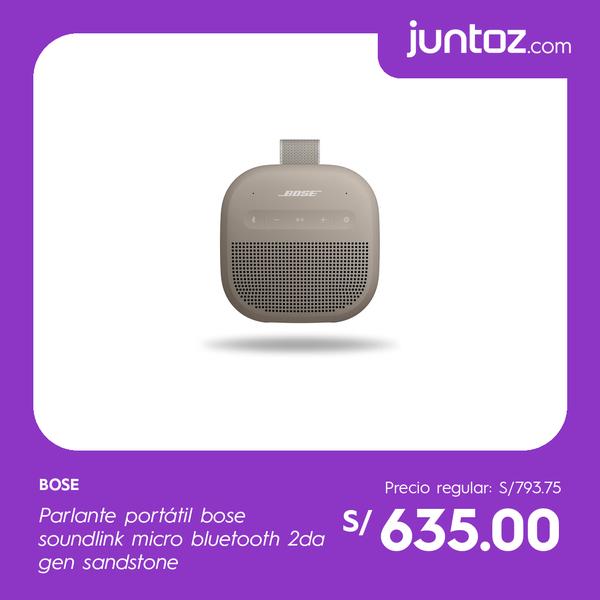 juntoz.com
BOSE
BOSE
Parlante portátil bose
soundlink micro bluetooth 2da
gen sandstone
Precio regular: S/793.75
S/ 635.00